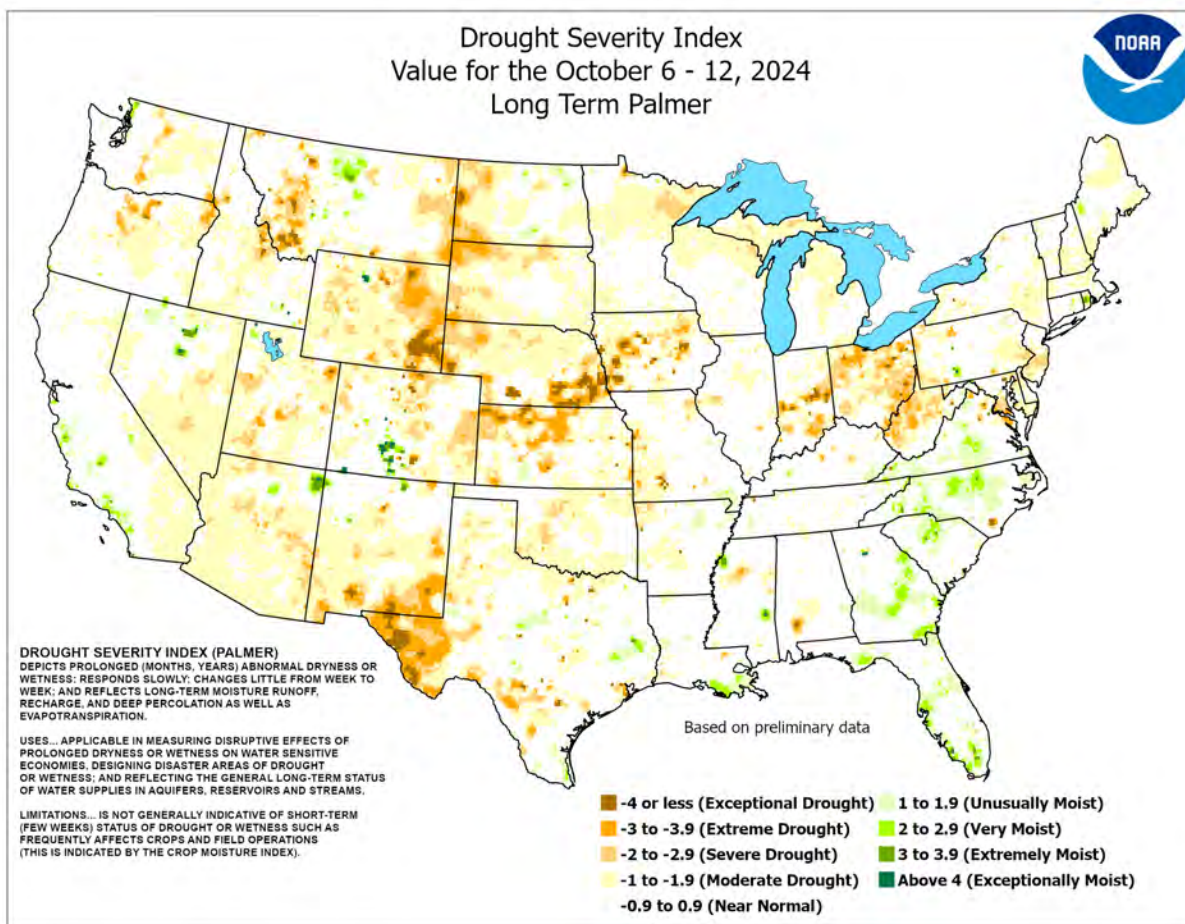 Drought Severity Index
Value for the October 6 - 12, 2024
Long Term Palmer
NOAA
DROUGHT SEVERITY INDEX (PALMER)
DEPICTS PROLONGED (MONTHS, YEARS) ABNORMAL DRYNESS OR
WETNESS; RESPONDS SLOWLY; CHANGES LITTLE FROM WEEK TO
WEEK; AND REFLECTS LONG-TERM MOISTURE RUNOFF,
RECHARGE, AND DEEP PERCOLATION AS WELL AS
EVAPOTRANSPIRATION.
USES... APPLICABLE IN MEASURING DISRUPTIVE EFFECTS OF
PROLONGED DRYNESS OR WETNESS ON WATER SENSITIVE
ECONOMIES, DESIGNING DISASTER AREAS OF DROUGHT
OR WETNESS; AND REFLECTING THE GENERAL LONG-TERM STATUS
OF WATER SUPPLIES IN AQUIFERS, RESERVOIRS AND STREAMS.
LIMITATIONS... IS NOT GENERALLY INDICATIVE OF SHORT-TERM
(FEW WEEKS) STATUS OF DROUGHT OR WETNESS SUCH AS
FREQUENTLY AFFECTS CROPS AND FIELD OPERATIONS
(THIS IS INDICATED BY THE CROP MOISTURE INDEX).
Based on preliminary data
-4 or less (Exceptional Drought)
-3 to -3.9 (Extreme Drought)
-2 to -2.9 (Severe Drought)
-1 to -1.9 (Moderate Drought)
-0.9 to 0.9 (Near Normal)
1 to 1.9 (Unusually Moist)
2 to 2.9 (Very Moist)
3 to 3.9 (Extremely Moist)
Above 4 (Exceptionally Moist)